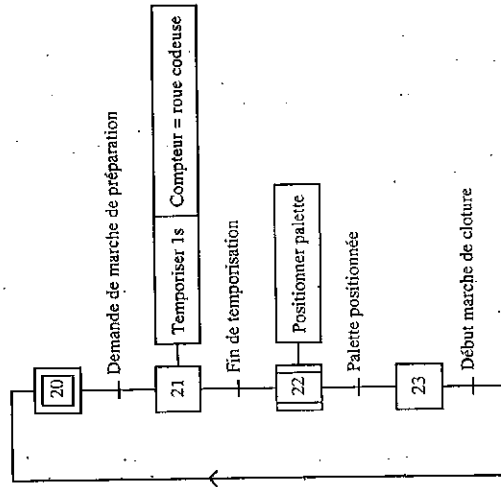 20
Demande de marche de préparation
21
Temporiser 1s
Compteur = roue codeuse
Fin de temporisation
22
Positionner palette
Palette positionnée
23
Début marche de cloture